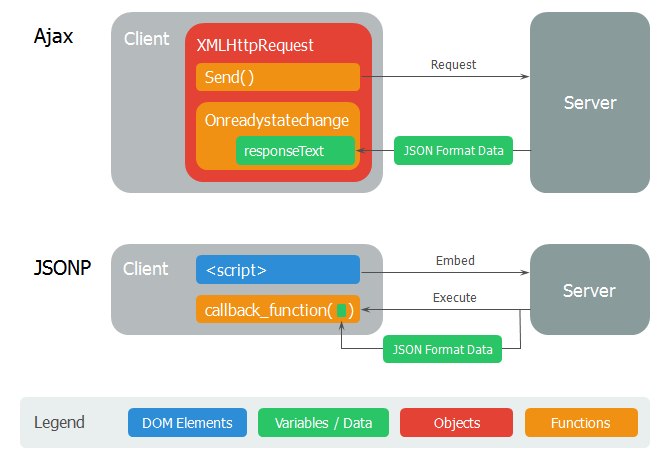 Ajax
Client
XMLHttpRequest
Send()
Onreadystatechange
responseText
Request
JSON Format Data
Server
JSONP
Client
<script>
callback_function( )
Embed
Execute
JSON Format Data
Server
Legend
DOM Elements
Variables / Data
Objects
Functions